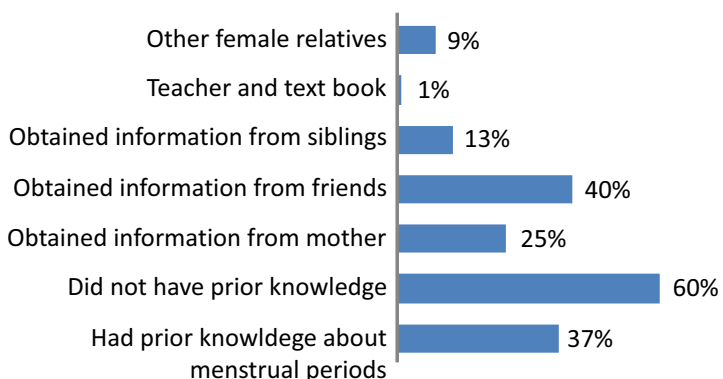 Other female relatives 9%
Teacher and text book 1%
Obtained information from siblings 13%
Obtained information from friends 40%
Obtained information from mother 25%
Did not have prior knowledge 60%
Had prior knowldege about 37%
menstrual periods